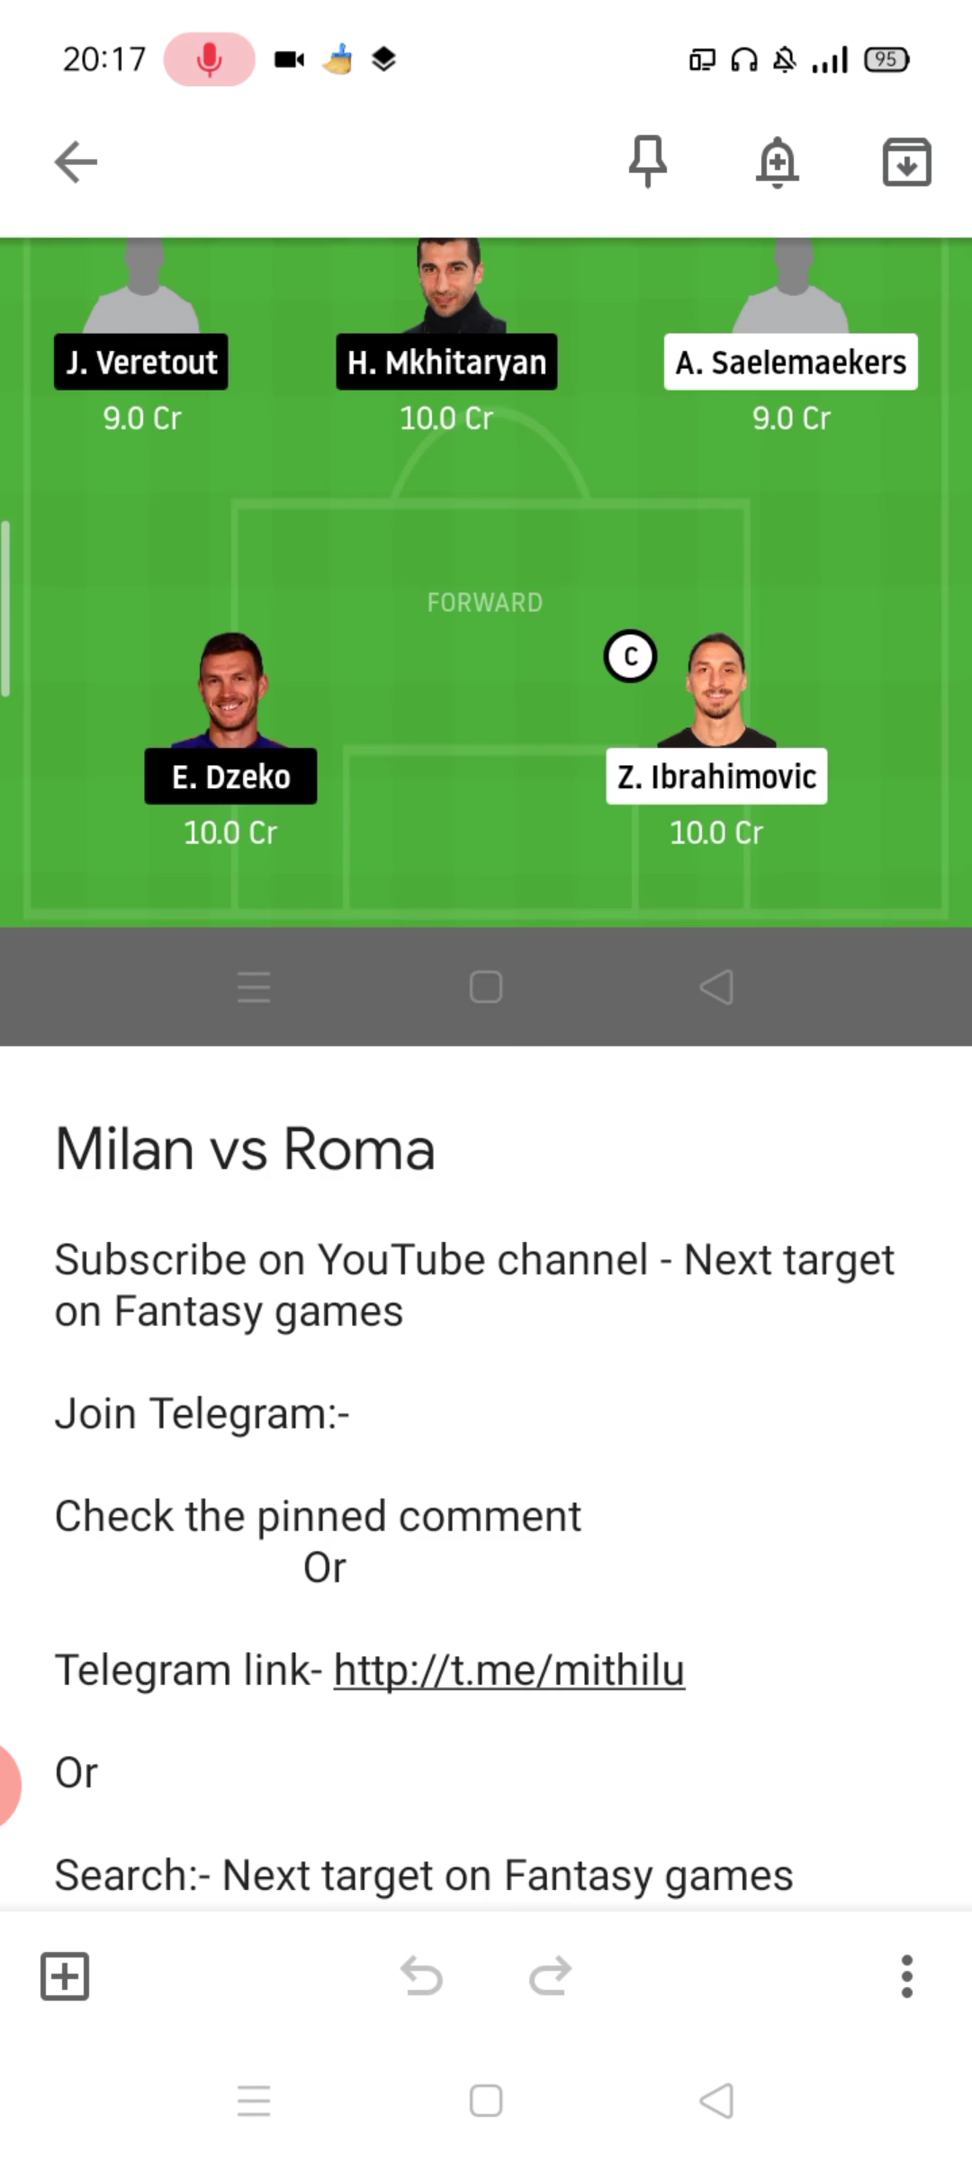 20:17
95
J. Veretout
H. Mkhitaryan
A. Saelemaekers
9.0 Cr
10.0 Cr
9.0 Cr
FORWARD
C
E. Dzeko
Z. Ibrahimovic
10.0 Cr
10.0 Cr
Milan vs Roma
Subscribe on YouTube channel - Next target
on Fantasy games
Join Telegram:-
Check the pinned comment
Or
Telegram link- http://t.me/mithilu
Or
Search:- Next target on Fantasy games